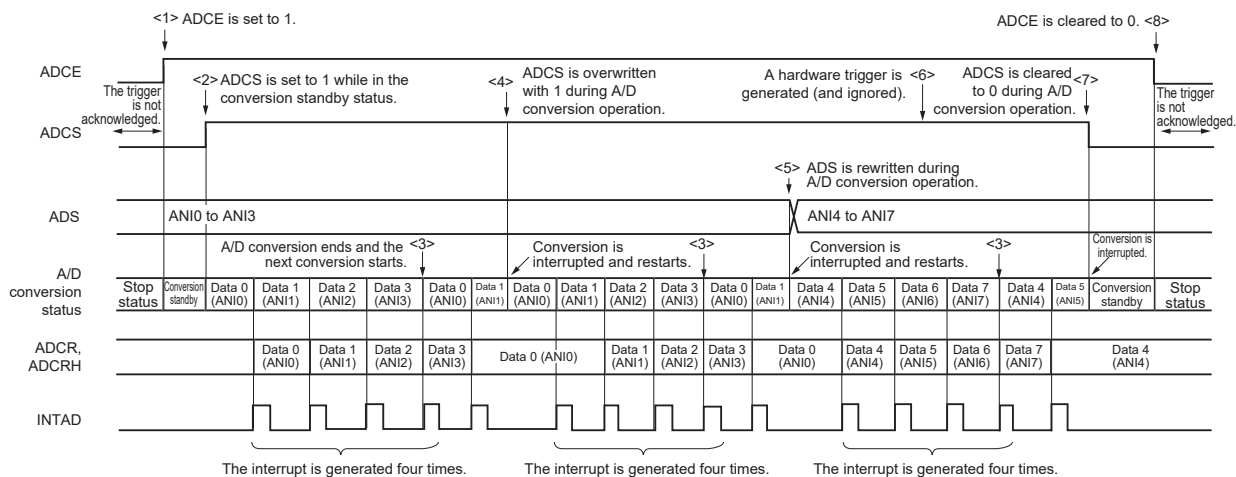 <1> ADCE is set to 1.
ADCE is cleared to 0. <8>
ADCE
The trigger
is not
acknowledged.
<2> ADCS is set to 1 while in the
conversion standby status.
<4> ADCS is overwritten
with 1 during A/D
conversion operation.
A hardware trigger is <6>
generated (and ignored).
ADCS is cleared <7>
to 0 during A/D
conversion operation.
The trigger
is not
acknowledged.
ADCS
<5> ADS is rewritten during
A/D conversion operation.
ADS
ANI0 to ANI3
ANI4 to ANI7
A/D conversion ends and the <3>
next conversion starts.
Conversion is
interrupted and restarts.
<3>
Conversion is
interrupted and restarts.
<3>
Conversion is
interrupted.
A/D
conversion
status
Stop
status
Conversion
standby
Data 0
(ANI0)
Data 1
(ANI1)
Data 2
(ANI2)
Data 3
(ANI3)
Data 0
(ANI0)
Data 1
(ANI1)
Data 0
(ANI0)
Data 1
(ANI1)
Data 2
(ANI2)
Data 3
(ANI3)
Data 0
(ANI0)
Data 1
(ANI1)
Data 4
(ANI4)
Data 5
(ANI5)
Data 6
(ANI6)
Data 7
(ANI7)
Data 4
(ANI4)
Data 5
(ANI5)
Conversion
standby
Stop
status
ADCR,
ADCRH
Data 0
(ANI0)
Data 1
(ANI1)
Data 2
(ANI2)
Data 3
(ANI3)
Data 0 (ANI0)
Data 1
(ANI1)
Data 2
(ANI2)
Data 3
(ANI3)
Data 0
(ANI0)
Data 4
(ANI4)
Data 5
(ANI5)
Data 6
(ANI6)
Data 7
(ANI7)
Data 4
(ANI4)
INTAD
The interrupt is generated four times.
The interrupt is generated four times.
The interrupt is generated four times.